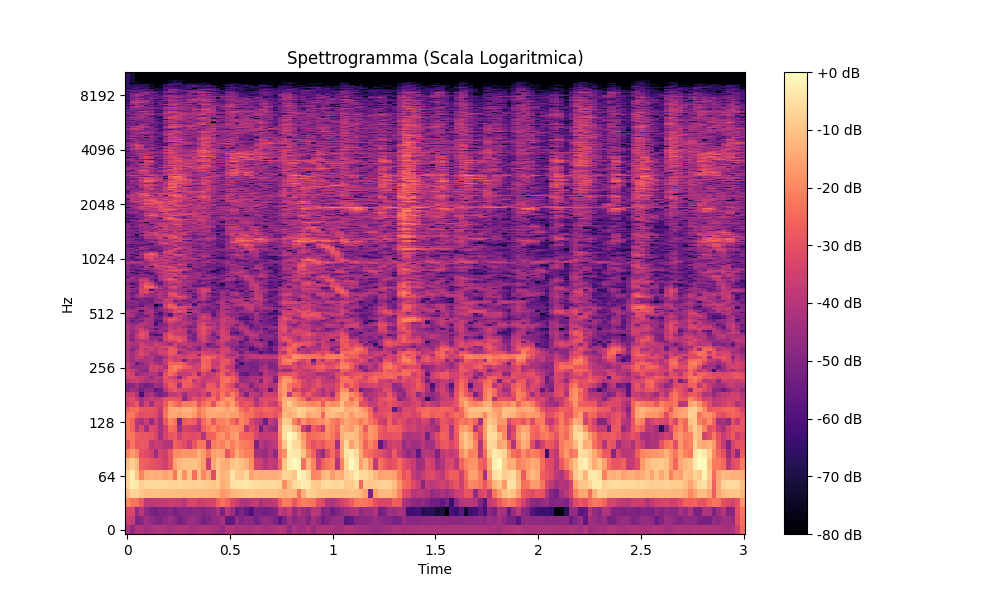 Spettrogramma (Scala Logaritmica)
Hz
8192
4096
2048
1024
512
256
128
64
0
0
0.5
1
1.5
2
2.5
3
Time
+0 dB
-10 dB
-20 dB
-30 dB
-40 dB
-50 dB
-60 dB
-70 dB
-80 dB